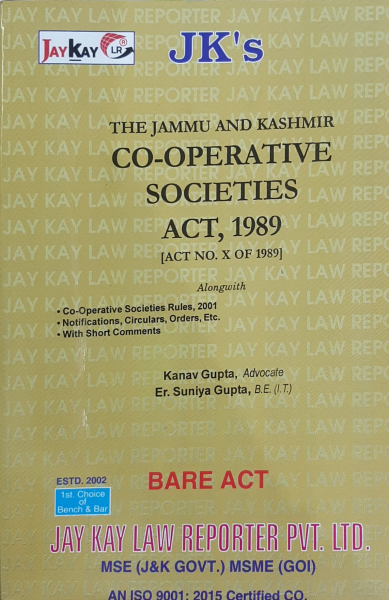 JAYKAY LR ®
JK's
THE JAMMU AND KASHMIR
CO-OPERATIVE
SOCIETIES
ACT, 1989
[ACT NO. X OF 1989]
Alongwith
• Co-Operative Societies Rules, 2001
• Notifications, Circulars, Orders, Etc.
• With Short Comments
Kanav Gupta, Advocate
Er. Suniya Gupta, B.E. (I.T.)
ESTD. 2002
1st. Choice
of
Bench & Bar
BARE ACT
JAY KAY LAW REPORTER PVT. LTD.
MSE (J&K GOVT.) MSME (GOI)
AN ISO 9001: 2015 Certified CO.